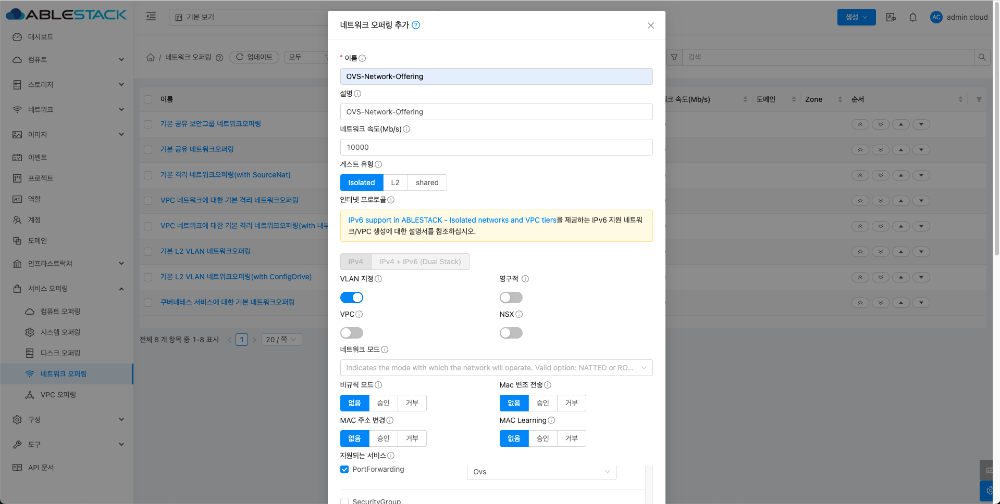 ABLESTACK
기본 보기
생성
AC
admin cloud
대시보드
컴퓨트
스토리지
네트워크
이미지
이벤트
프로젝트
역할
계정
도메인
인프라스트럭쳐
서비스 오퍼링
컴퓨트 오퍼링
시스템 오퍼링
디스크 오퍼링
네트워크 오퍼링
VPC 오퍼링
구성
도구
API 문서
/ 네트워크 오퍼링
업데이트
모두
검색
이름
크 속도(Mb/s)
도메인
Zone
순서
기본 공유 보안그룹 네트워크오퍼링
기본 공유 네트워크오퍼링
기본 격리 네트워크오퍼링(with SourceNat)
VPC 네트워크에 대한 기본 격리 네트워크오퍼링
VPC 네트워크에 대한 기본 격리 네트워크오퍼링(with 내부
기본 L2 VLAN 네트워크오퍼링
기본 L2 VLAN 네트워크오퍼링(with ConfigDrive)
쿠버네테스 서비스에 대한 기본 네트워크오퍼링
전체 8 개 항목 중 1-8 표시
< 1 >
20 / 쪽
네트워크 오퍼링 추가
* 이름
OVS-Network-Offering
설명
OVS-Network-Offering
네트워크 속도(Mb/s)
10000
게스트 유형
Isolated
L2
shared
인터넷 프로토콜
IPv6 support in ABLESTACK - Isolated networks and VPC tiers을 제공하는 IPv6 지원 네트워
크/VPC 생성에 대한 설명서를 참조하십시오.
IPv4
IPv4 + IPv6 (Dual Stack)
VLAN 지정
영구적
VPC
NSX
네트워크 모드
Indicates the mode with which the network will operate. Valid option: NATTED or RO...
비규칙 모드
Mac 변조 전송
없음 승인 거부
없음 승인 거부
MAC 주소 변경
MAC Learning
없음 승인 거부
없음 승인 거부
지원되는 서비스
PortForwarding
Ovs
SecurityGroup